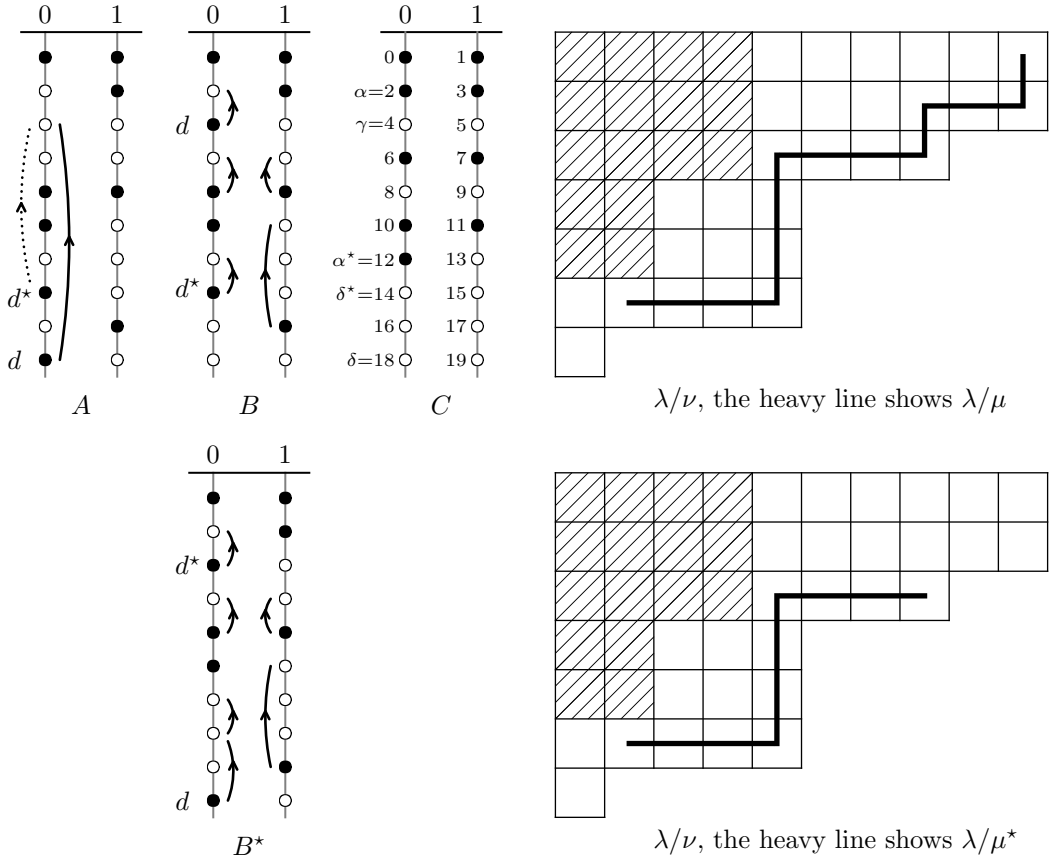 0 1 0 1 0 1
0 1
α=2 3
d γ=4 5
6 7
8 9
10 11
α⋆=12 13
d⋆ d⋆ δ⋆=14 15
16 17
d δ=18 19
A B C λ/ν, the heavy line shows λ/μ
0 1
d⋆
d
B⋆ λ/ν, the heavy line shows λ/μ⋆